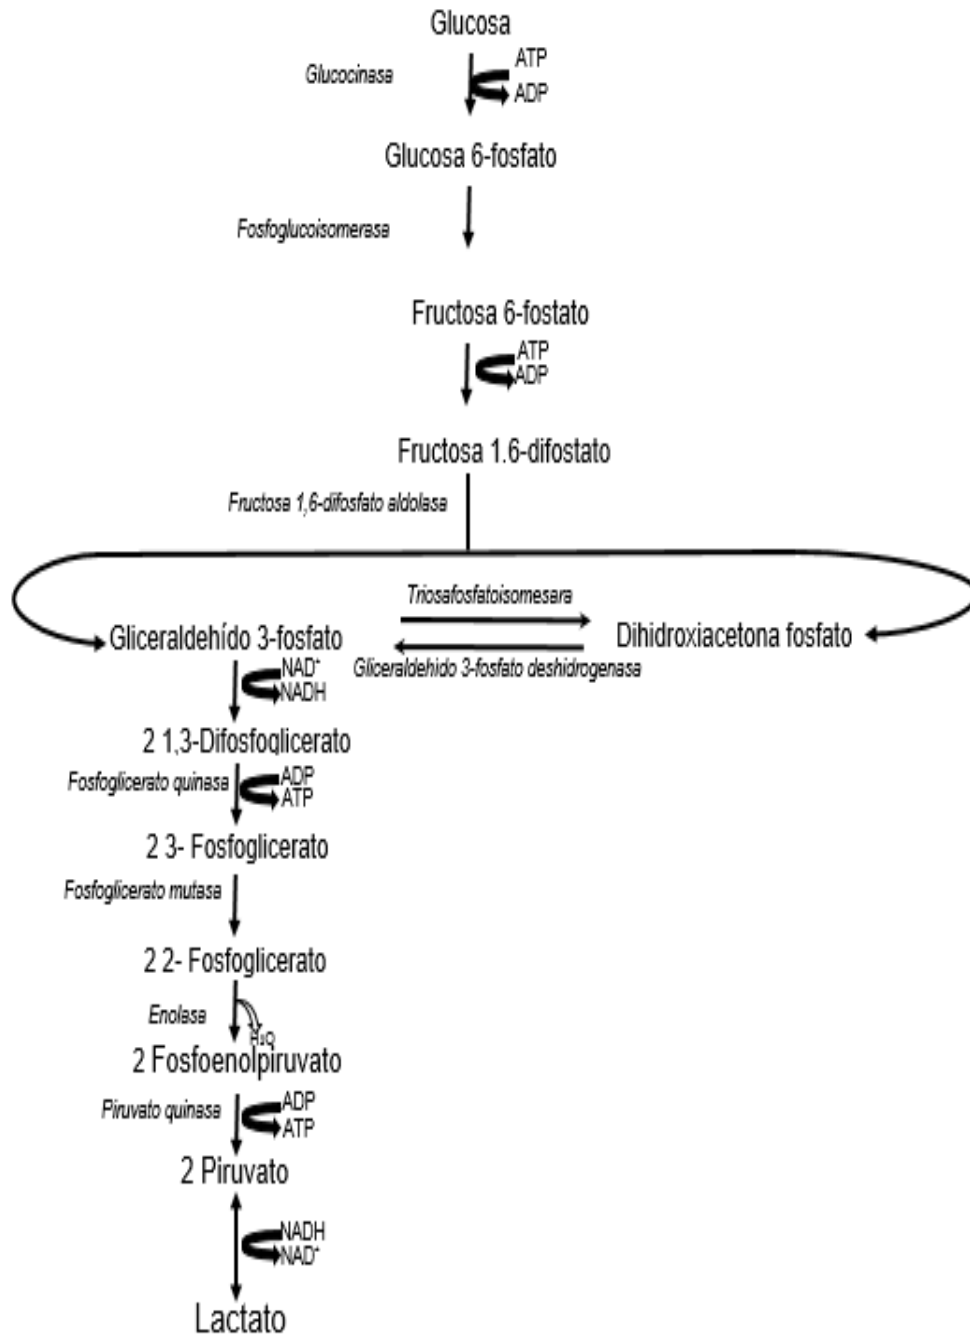 Glucosa
Glucocinasa
ATP
ADP
Glucosa 6-fosfato
Fosfoglucoisomerasa
Fructosa 6-fostato
ATP
ADP
Fructosa 1.6-difostato
Fructosa 1,6-difosfato aldolasa
Triosafosfatoisomesara
Gliceraldehído 3-fosfato
Dihidroxiacetona fosfato
Gliceraldehido 3-fosfato deshidrogenasa
NAD+
NADH
2 1,3-Difosfoglicerato
Fosfoglicerato quinasa
ADP
ATP
2 3- Fosfoglicerato
Fosfoglicerato mutasa
2 2- Fosfoglicerato
Enolasa
H₂O
2 Fosfoenolpiruvato
Piruvato quinasa
ADP
ATP
2 Piruvato
NADH
NAD+
Lactato